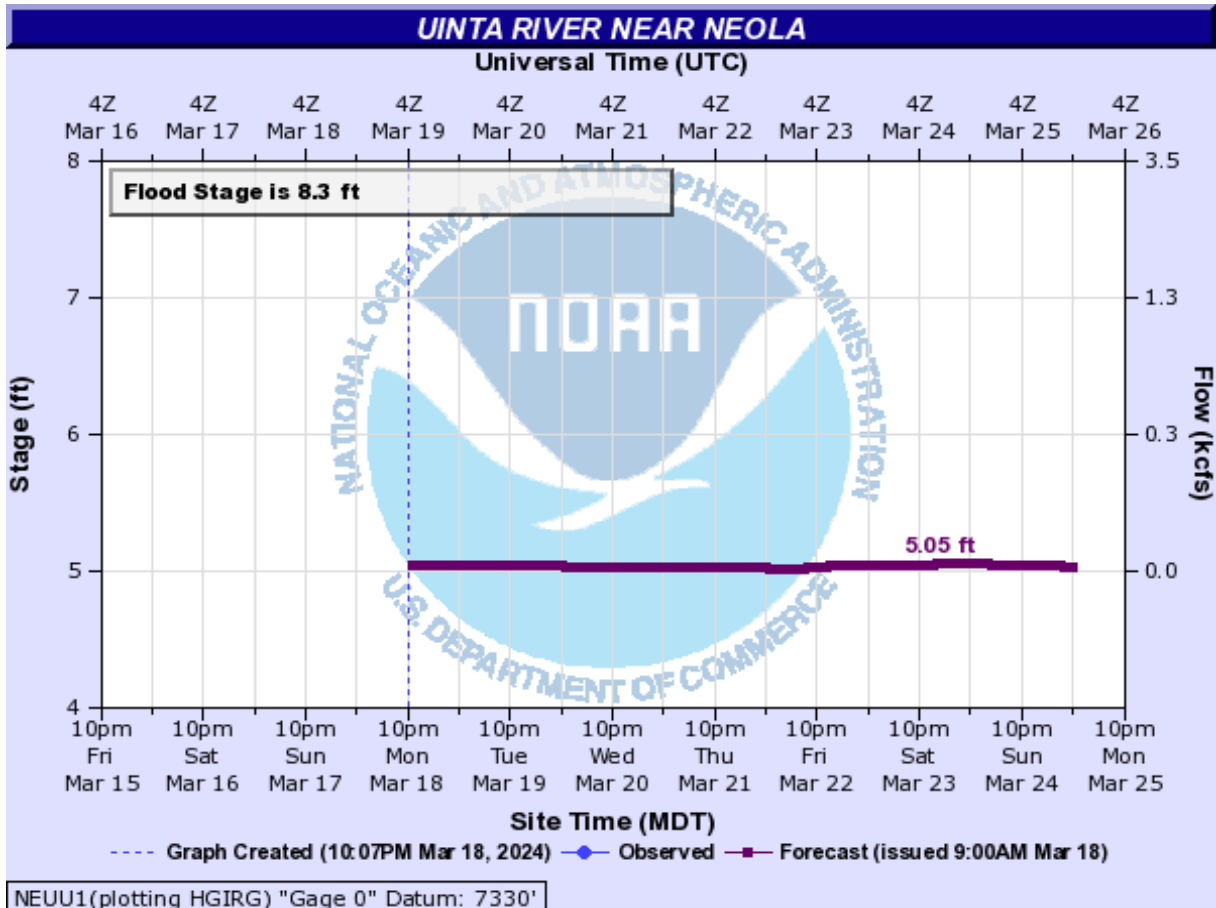 UINTA RIVER NEAR NEOLA
Universal Time (UTC)
4Z 4Z 4Z 4Z 4Z 4Z 4Z 4Z 4Z 4Z 4Z
Mar 16 Mar 17 Mar 18 Mar 19 Mar 20 Mar 21 Mar 22 Mar 23 Mar 24 Mar 25 Mar 26
8 3.5
Flood Stage is 8.3 ft
NATIONAL OCEANIC AND ATMOSPHERIC ADMINISTRATION
NOAA
7 1.3
Stage (ft)
6 0.3
Flow (kcfs)
5.05 ft
5 0.0
U.S. DEPARTMENT OF COMMERCE
4
10pm 10pm 10pm 10pm 10pm 10pm 10pm 10pm 10pm 10pm 10pm
Fri Sat Sun Mon Tue Wed Thu Fri Sat Sun Mon
Mar 15 Mar 16 Mar 17 Mar 18 Mar 19 Mar 20 Mar 21 Mar 22 Mar 23 Mar 24 Mar 25
Site Time (MDT)
Graph Created (10:07PM Mar 18, 2024) Observed Forecast (issued 9:00AM Mar 18)
NEUU1(plotting HGIRG) "Gage 0" Datum: 7330'